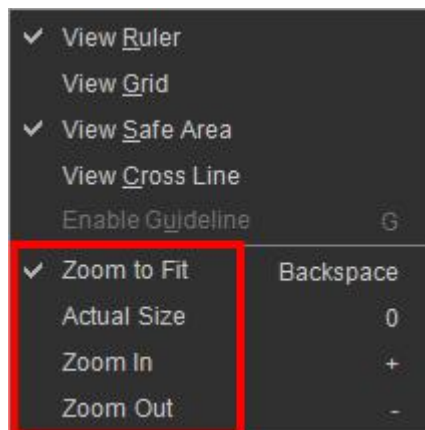 View Ruler
View Grid
View Safe Area
View Cross Line
Enable Guideline G
Zoom to Fit Backspace
Actual Size 0
Zoom In +
Zoom Out -